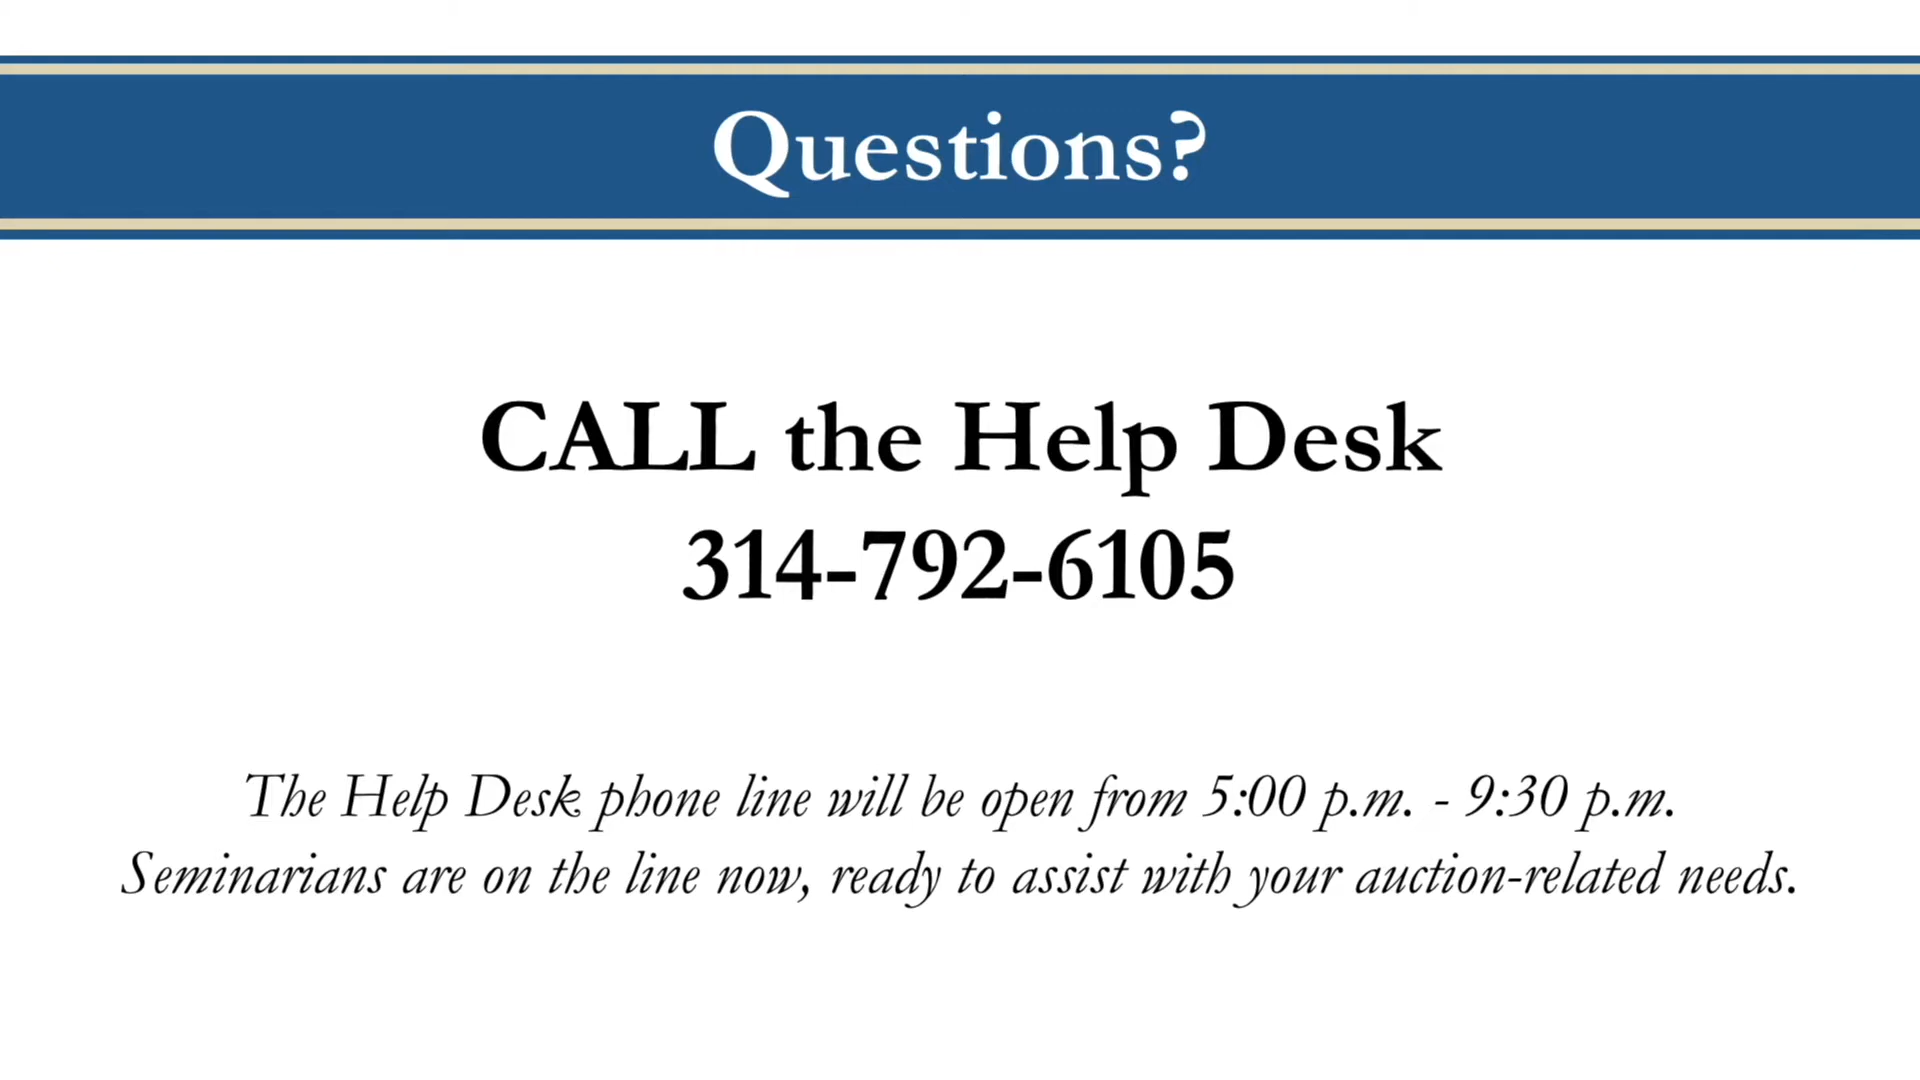 Questions?
CALL the Help Desk
314-792-6105
The Help Desk phone line will be open from 5:00 p.m. - 9:30 p.m.
Seminarians are on the line now, ready to assist with your auction-related needs.